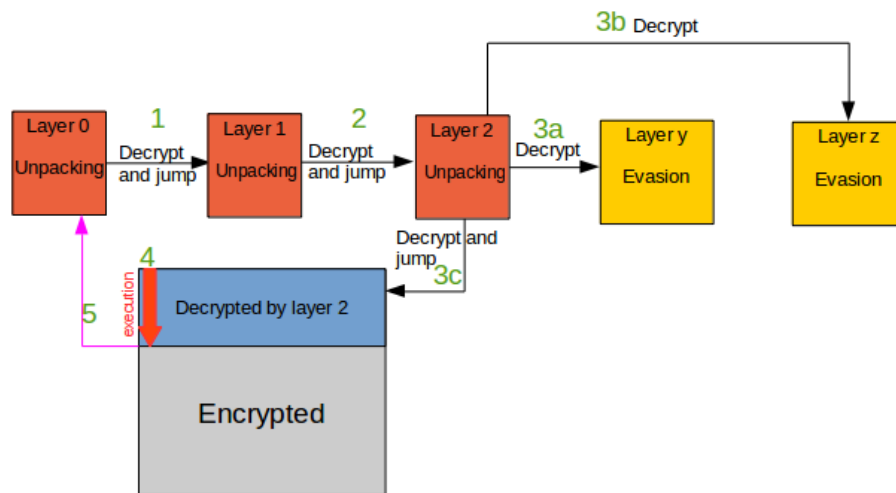 3b Decrypt
Layer 0
Unpacking
1
Decrypt
and jump
Layer 1
Unpacking
2
Decrypt
and jump
Layer 2
Unpacking
3a
Decrypt
Layer y
Evasion
Layer z
Evasion
Decrypt and
jump
3c
4
execution
5
Decrypted by layer 2
Encrypted